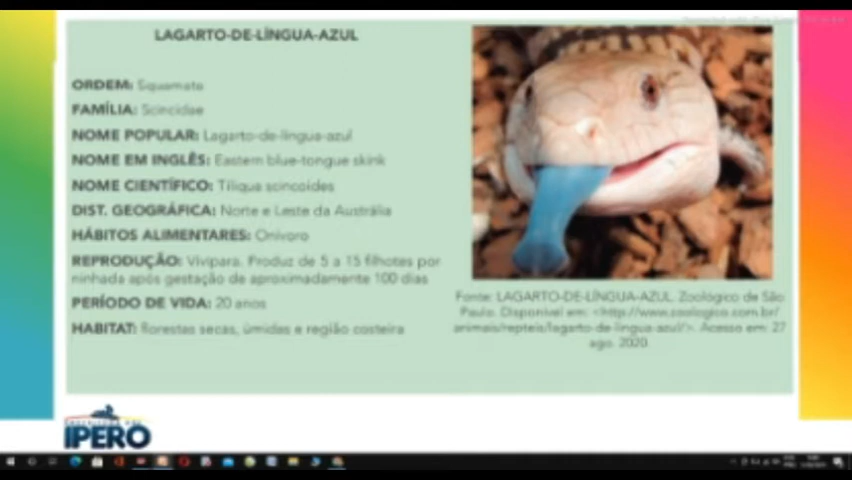 LAGARTO-DE-LÍNGUA-AZUL
ORDEM: Squamata
FAMÍLIA: Scincidae
NOME POPULAR: Lagarto-de-língua-azul
NOME EM INGLÊS: Eastern blue-tongue skink
NOME CIENTÍFICO: Tiliqua scincoides
DIST. GEOGRÁFICA: Norte e Leste da Austrália
HÁBITOS ALIMENTARES: Onívoro
REPRODUÇÃO: Vivípara. Produz de 5 a 15 filhotes por
ninhada após gestação de aproximadamente 100 dias
PERÍODO DE VIDA: 20 anos
HABITAT: florestas secas, úmidas e região costeira
Fonte: LAGARTO-DE-LÍNGUA-AZUL. Zoológico de São
Paulo. Disponível em: <http://www.zoologico.com.br/
animais/repteis/lagarto-de-lingua-azul/>. Acesso em: 27
ago. 2020
IPERÓ